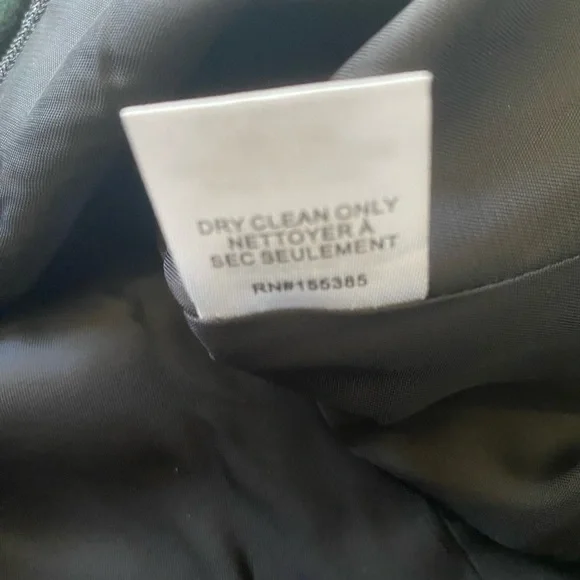 DRY CLEAN ONLY
NETTOYER À
SEC SEULEMENT
RN#155385